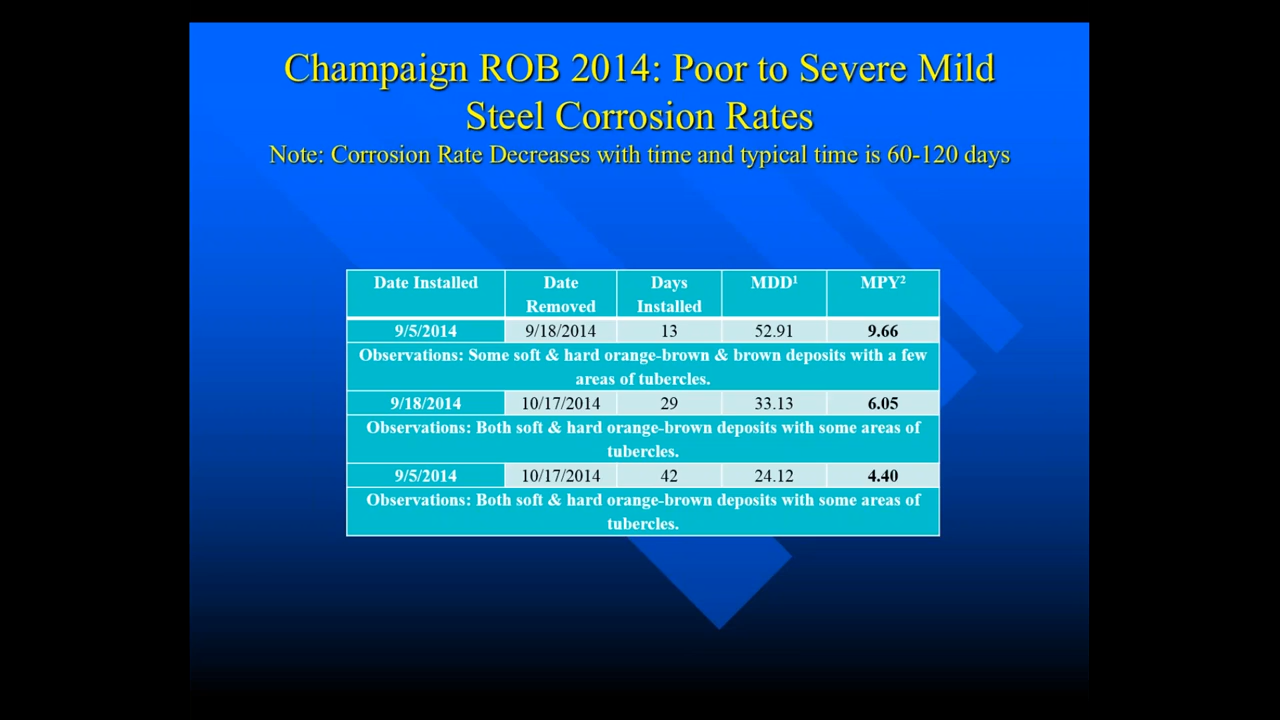 Champaign ROB 2014: Poor to Severe Mild
Steel Corrosion Rates
Note: Corrosion Rate Decreases with time and typical time is 60-120 days
Date Installed Date Removed Days Installed MDD¹ MPY²
9/5/2014 9/18/2014 13 52.91 9.66
Observations: Some soft & hard orange-brown & brown deposits with a few
areas of tubercles.
9/18/2014 10/17/2014 29 33.13 6.05
Observations: Both soft & hard orange-brown deposits with some areas of
tubercles.
9/5/2014 10/17/2014 42 24.12 4.40
Observations: Both soft & hard orange-brown deposits with some areas of
tubercles.